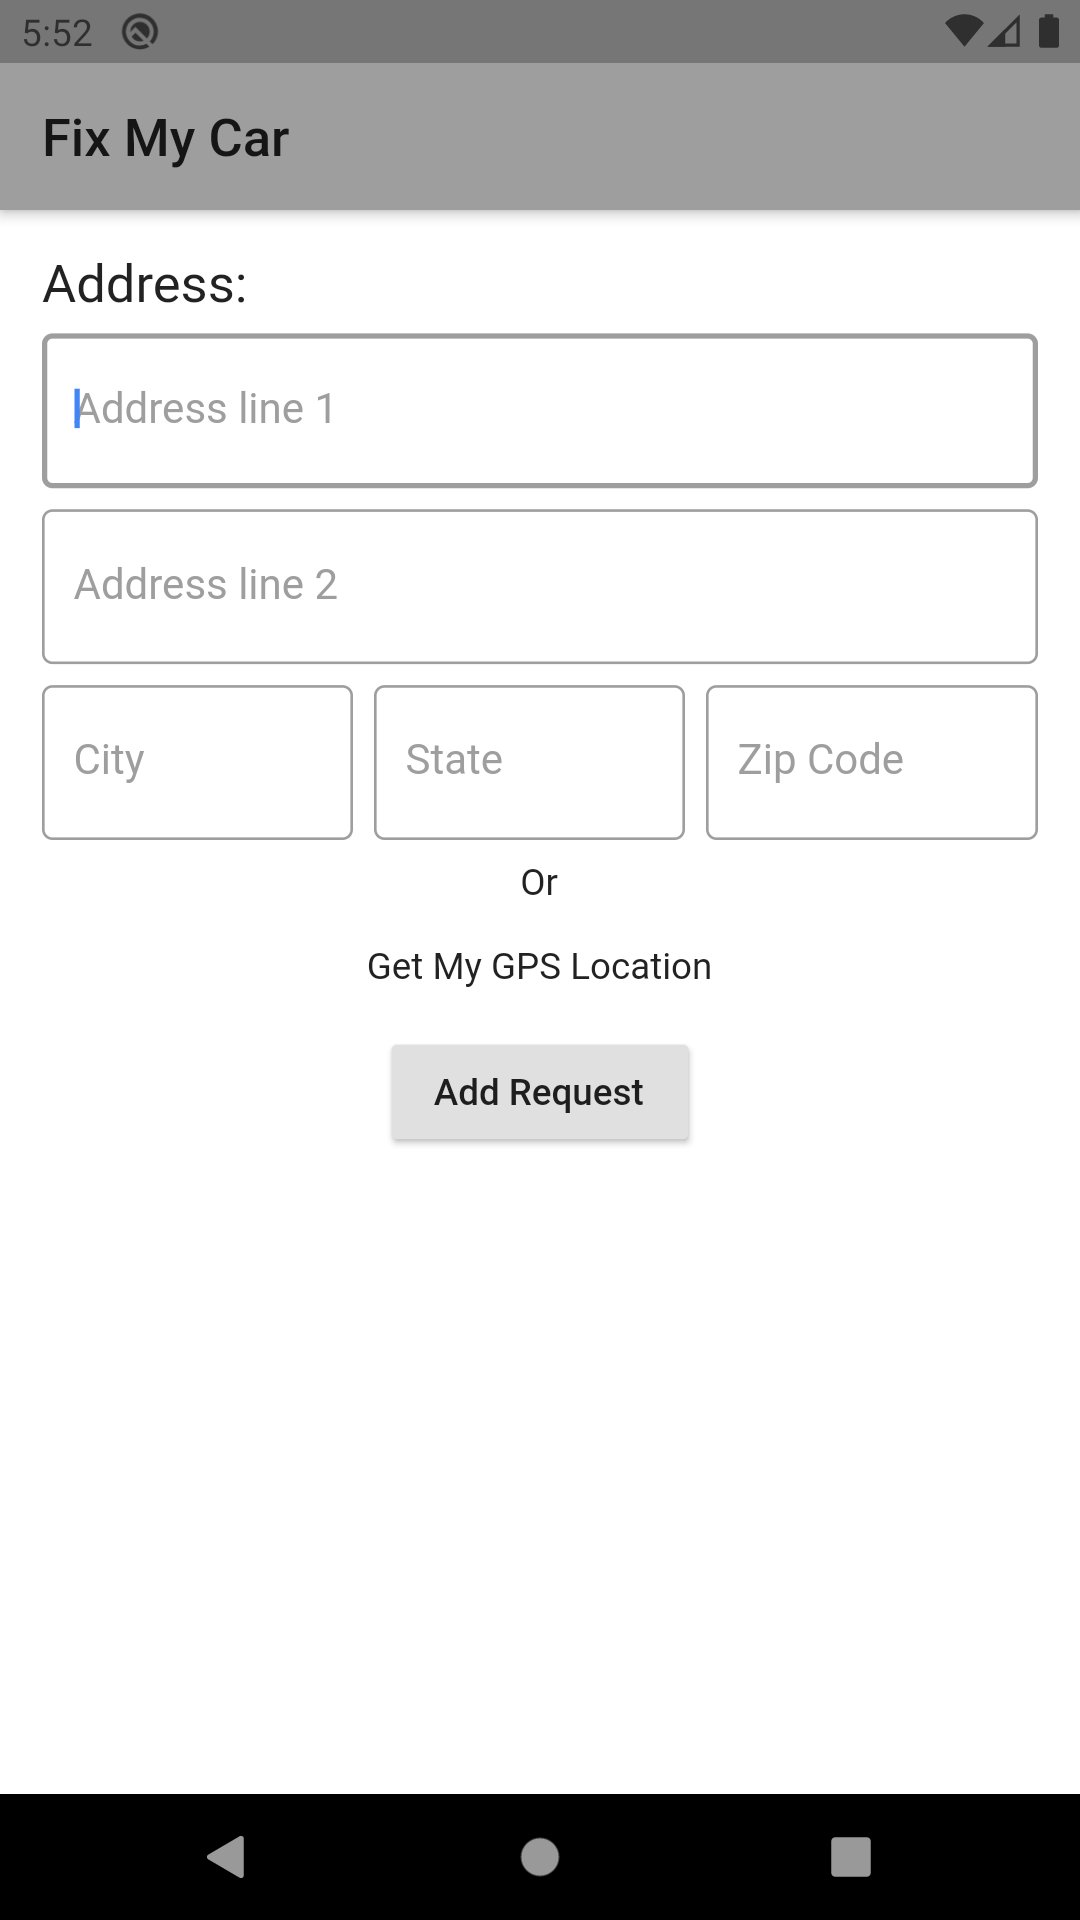 5:52
Fix My Car
Address:
Address line 1
Address line 2
City State Zip Code
Or
Get My GPS Location
Add Request